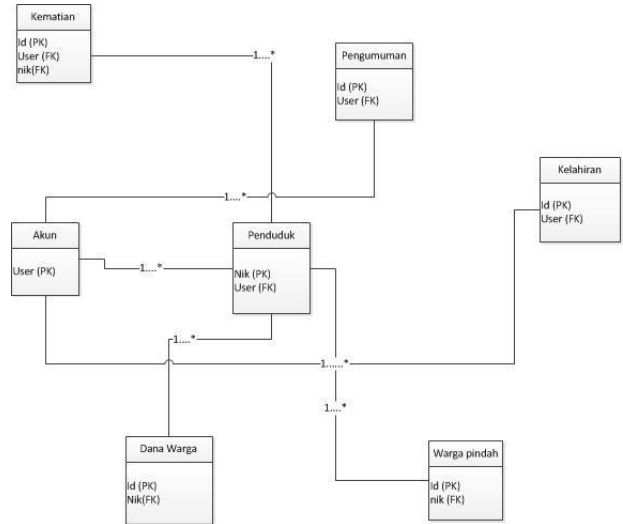 Kematian
Id (PK)
User (FK)
nik(FK)
1....*
Pengumuman
Id (PK)
User (FK)
Kelahiran
Id (PK)
User (FK)
1....*
Akun
User (PK)
1....*
Penduduk
Nik (PK)
User (FK)
1....*
1......*
1....*
Dana Warga
Id (PK)
Nik(FK)
Warga pindah
Id (PK)
nik (FK)